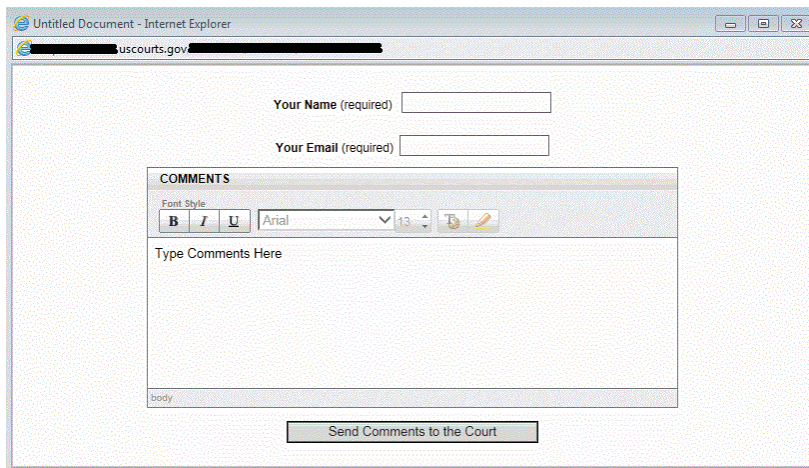 Untitled Document - Internet Explorer
uscourts.gov
Your Name (required)
Your Email (required)
COMMENTS
Font Style
B I U Arial 13 T
Type Comments Here
body
Send Comments to the Court